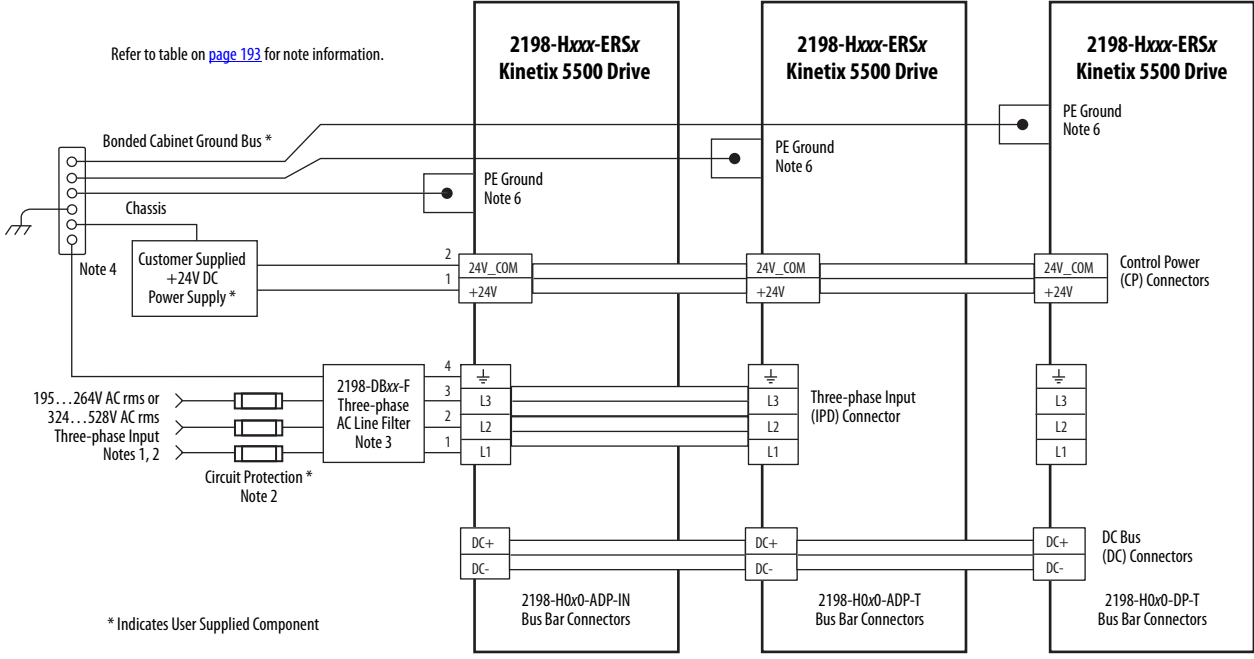 Refer to table on page 193 for note information.
2198-Hxxx-ERSx
Kinetix 5500 Drive
2198-Hxxx-ERSx
Kinetix 5500 Drive
2198-Hxxx-ERSx
Kinetix 5500 Drive
Bonded Cabinet Ground Bus *
PE Ground
Note 6
PE Ground
Note 6
PE Ground
Note 6
Chassis
Note 4
Customer Supplied
+24V DC
Power Supply *
2
1
24V_COM
+24V
24V_COM
+24V
24V_COM
+24V
Control Power
(CP) Connectors
195…264V AC rms or
324…528V AC rms
Three-phase Input
Notes 1, 2
Circuit Protection *
Note 2
2198-DBxx-F
Three-phase
AC Line Filter
Note 3
4
3
2
1
L3
L2
L1
L3
L2
L1
Three-phase Input
(IPD) Connector
L3
L2
L1
DC+
DC-
DC+
DC-
DC+
DC-
DC Bus
(DC) Connectors
2198-H0x0-ADP-IN
Bus Bar Connectors
2198-H0x0-ADP-T
Bus Bar Connectors
2198-H0x0-DP-T
Bus Bar Connectors
* Indicates User Supplied Component